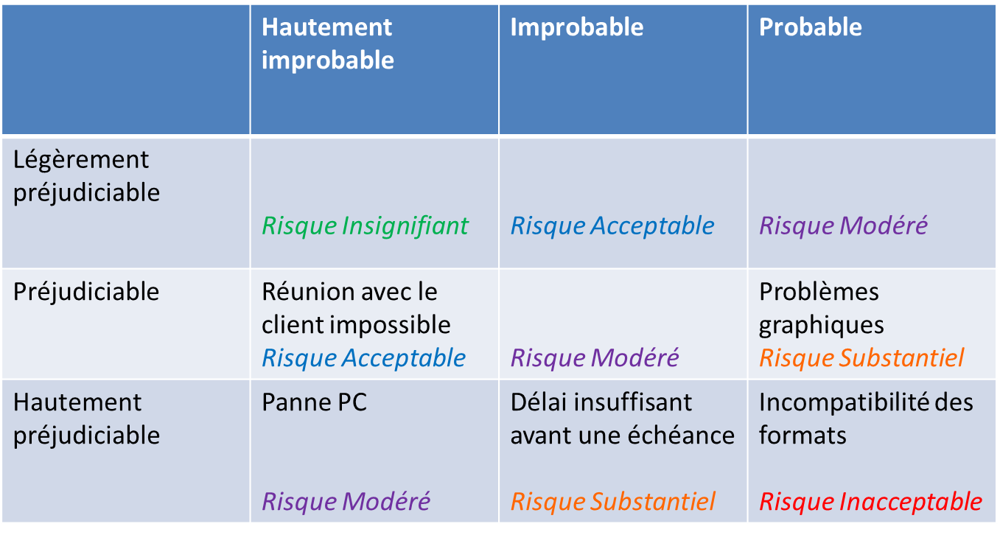 Hautement
improbable
Improbable
Probable
Légèrement
préjudiciable
Risque Insignifiant
Risque Acceptable
Risque Modéré
Préjudiciable
Réunion avec le
client impossible
Risque Acceptable
Risque Modéré
Problèmes
graphiques
Risque Substantiel
Hautement
préjudiciable
Panne PC
Risque Modéré
Délai insuffisant
avant une échéance
Risque Substantiel
Incompatibilité des
formats
Risque Inacceptable